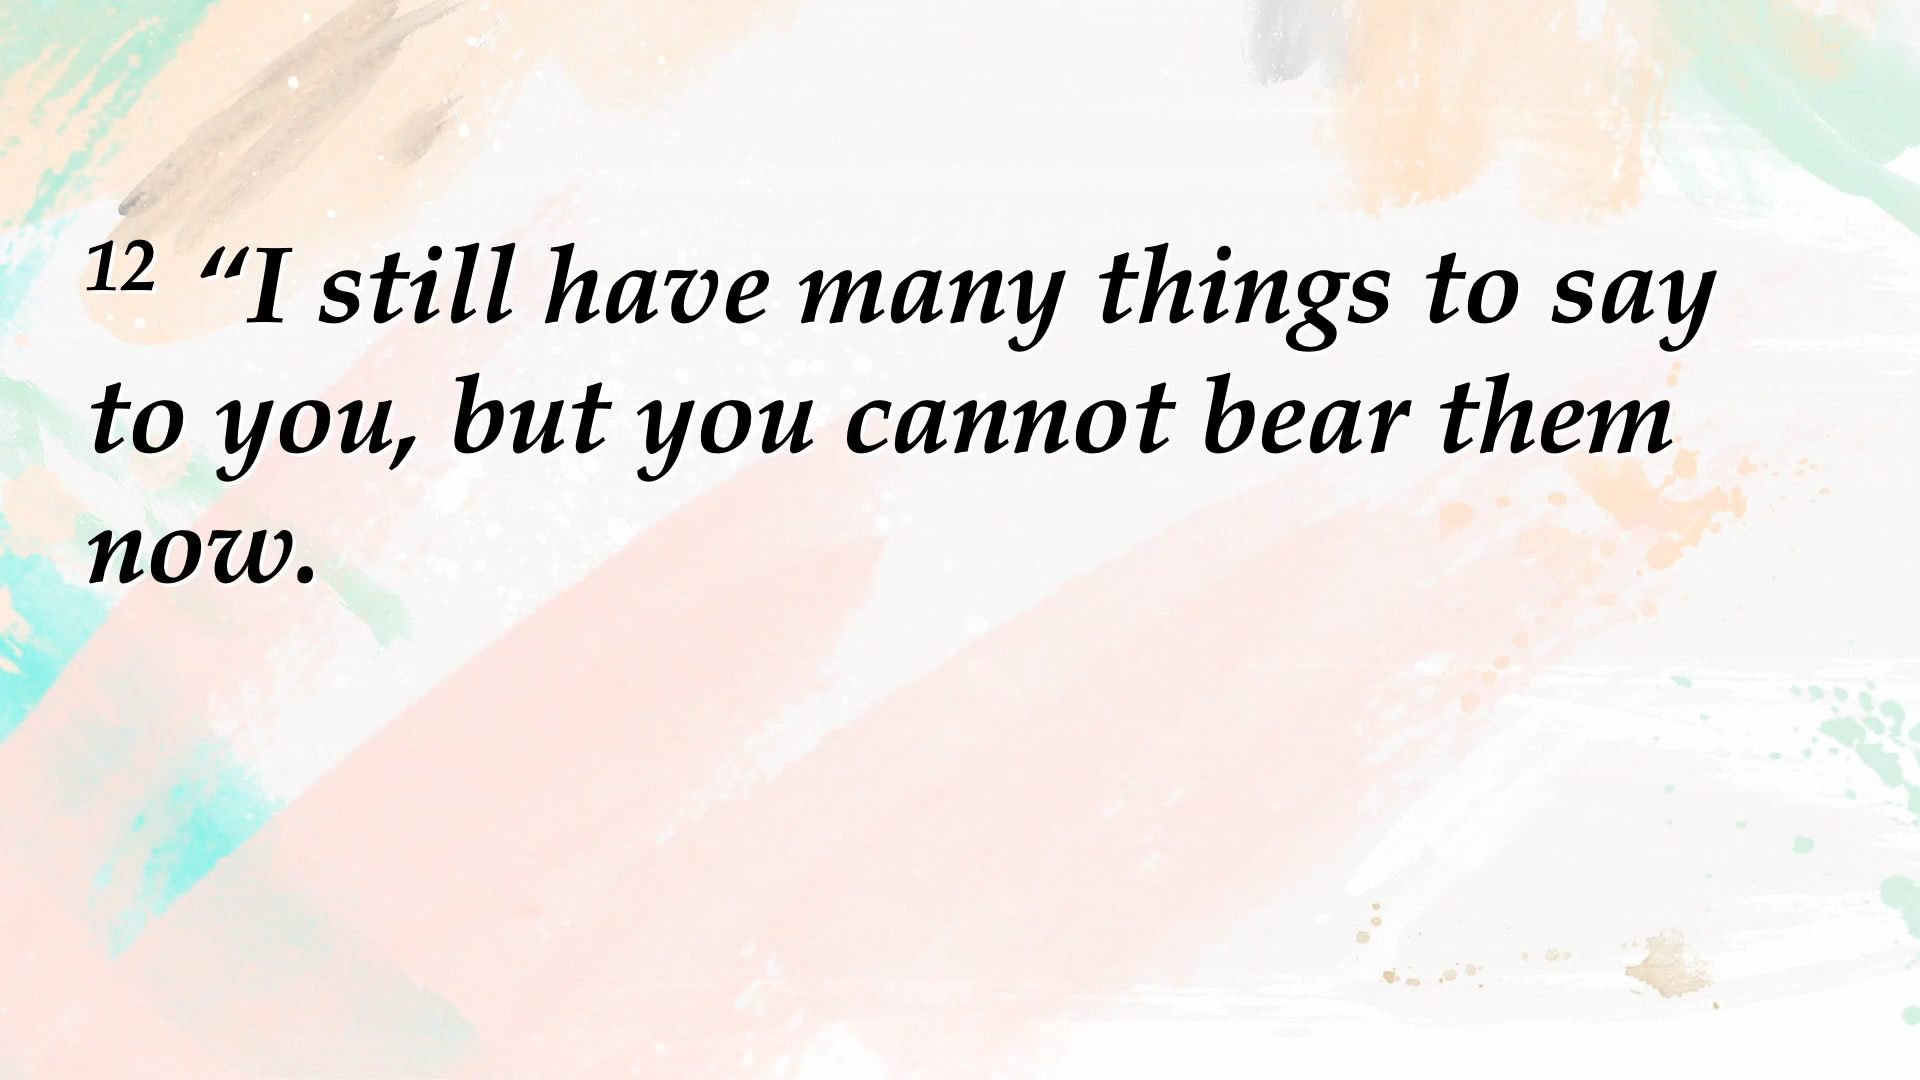 12 “I still have many things to say
to you, but you cannot bear them
now.